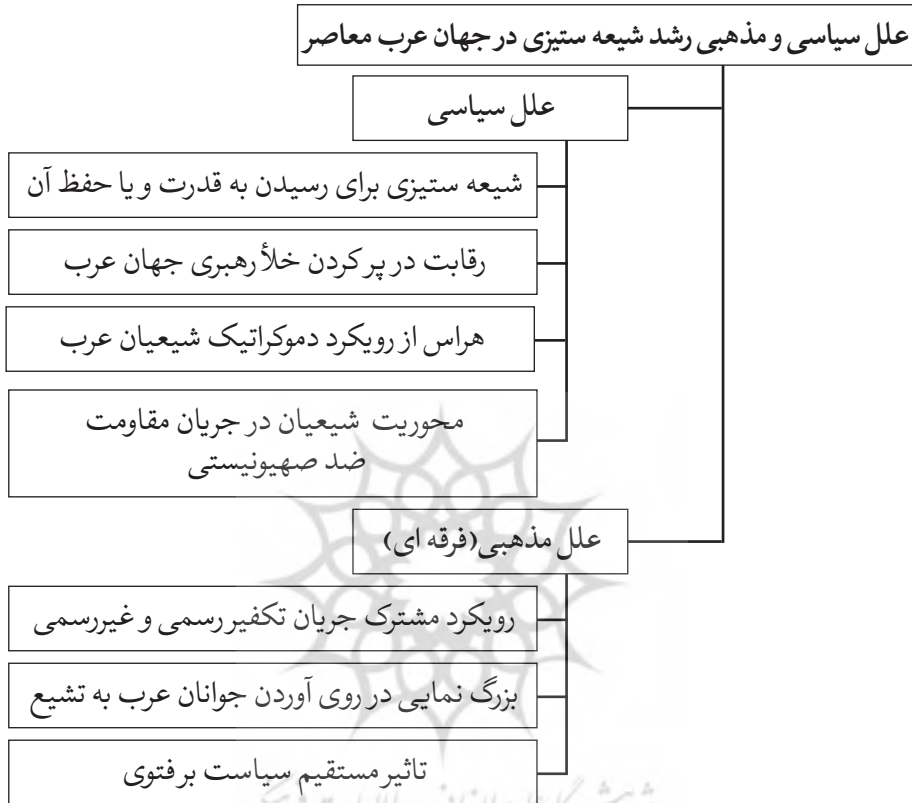 علل سیاسی و مذهبی رشد شیعه ستیزی در جهان عرب معاصر
علل سیاسی
شیعه ستیزی برای رسیدن به قدرت و یا حفظ آن
رقابت در پر کردن خلأ رهبری جهان عرب
هراس از رویکرد دموکراتیک شیعیان عرب
محوریت شیعیان در جریان مقاومت
ضد صهیونیستی
علل مذهبی(فرقه ای)
رویکرد مشترک جریان تکفیر رسمی و غیررسمی
بزرگ نمایی در روی آوردن جوانان عرب به تشیع
تاثیر مستقیم سیاست بر فتوی